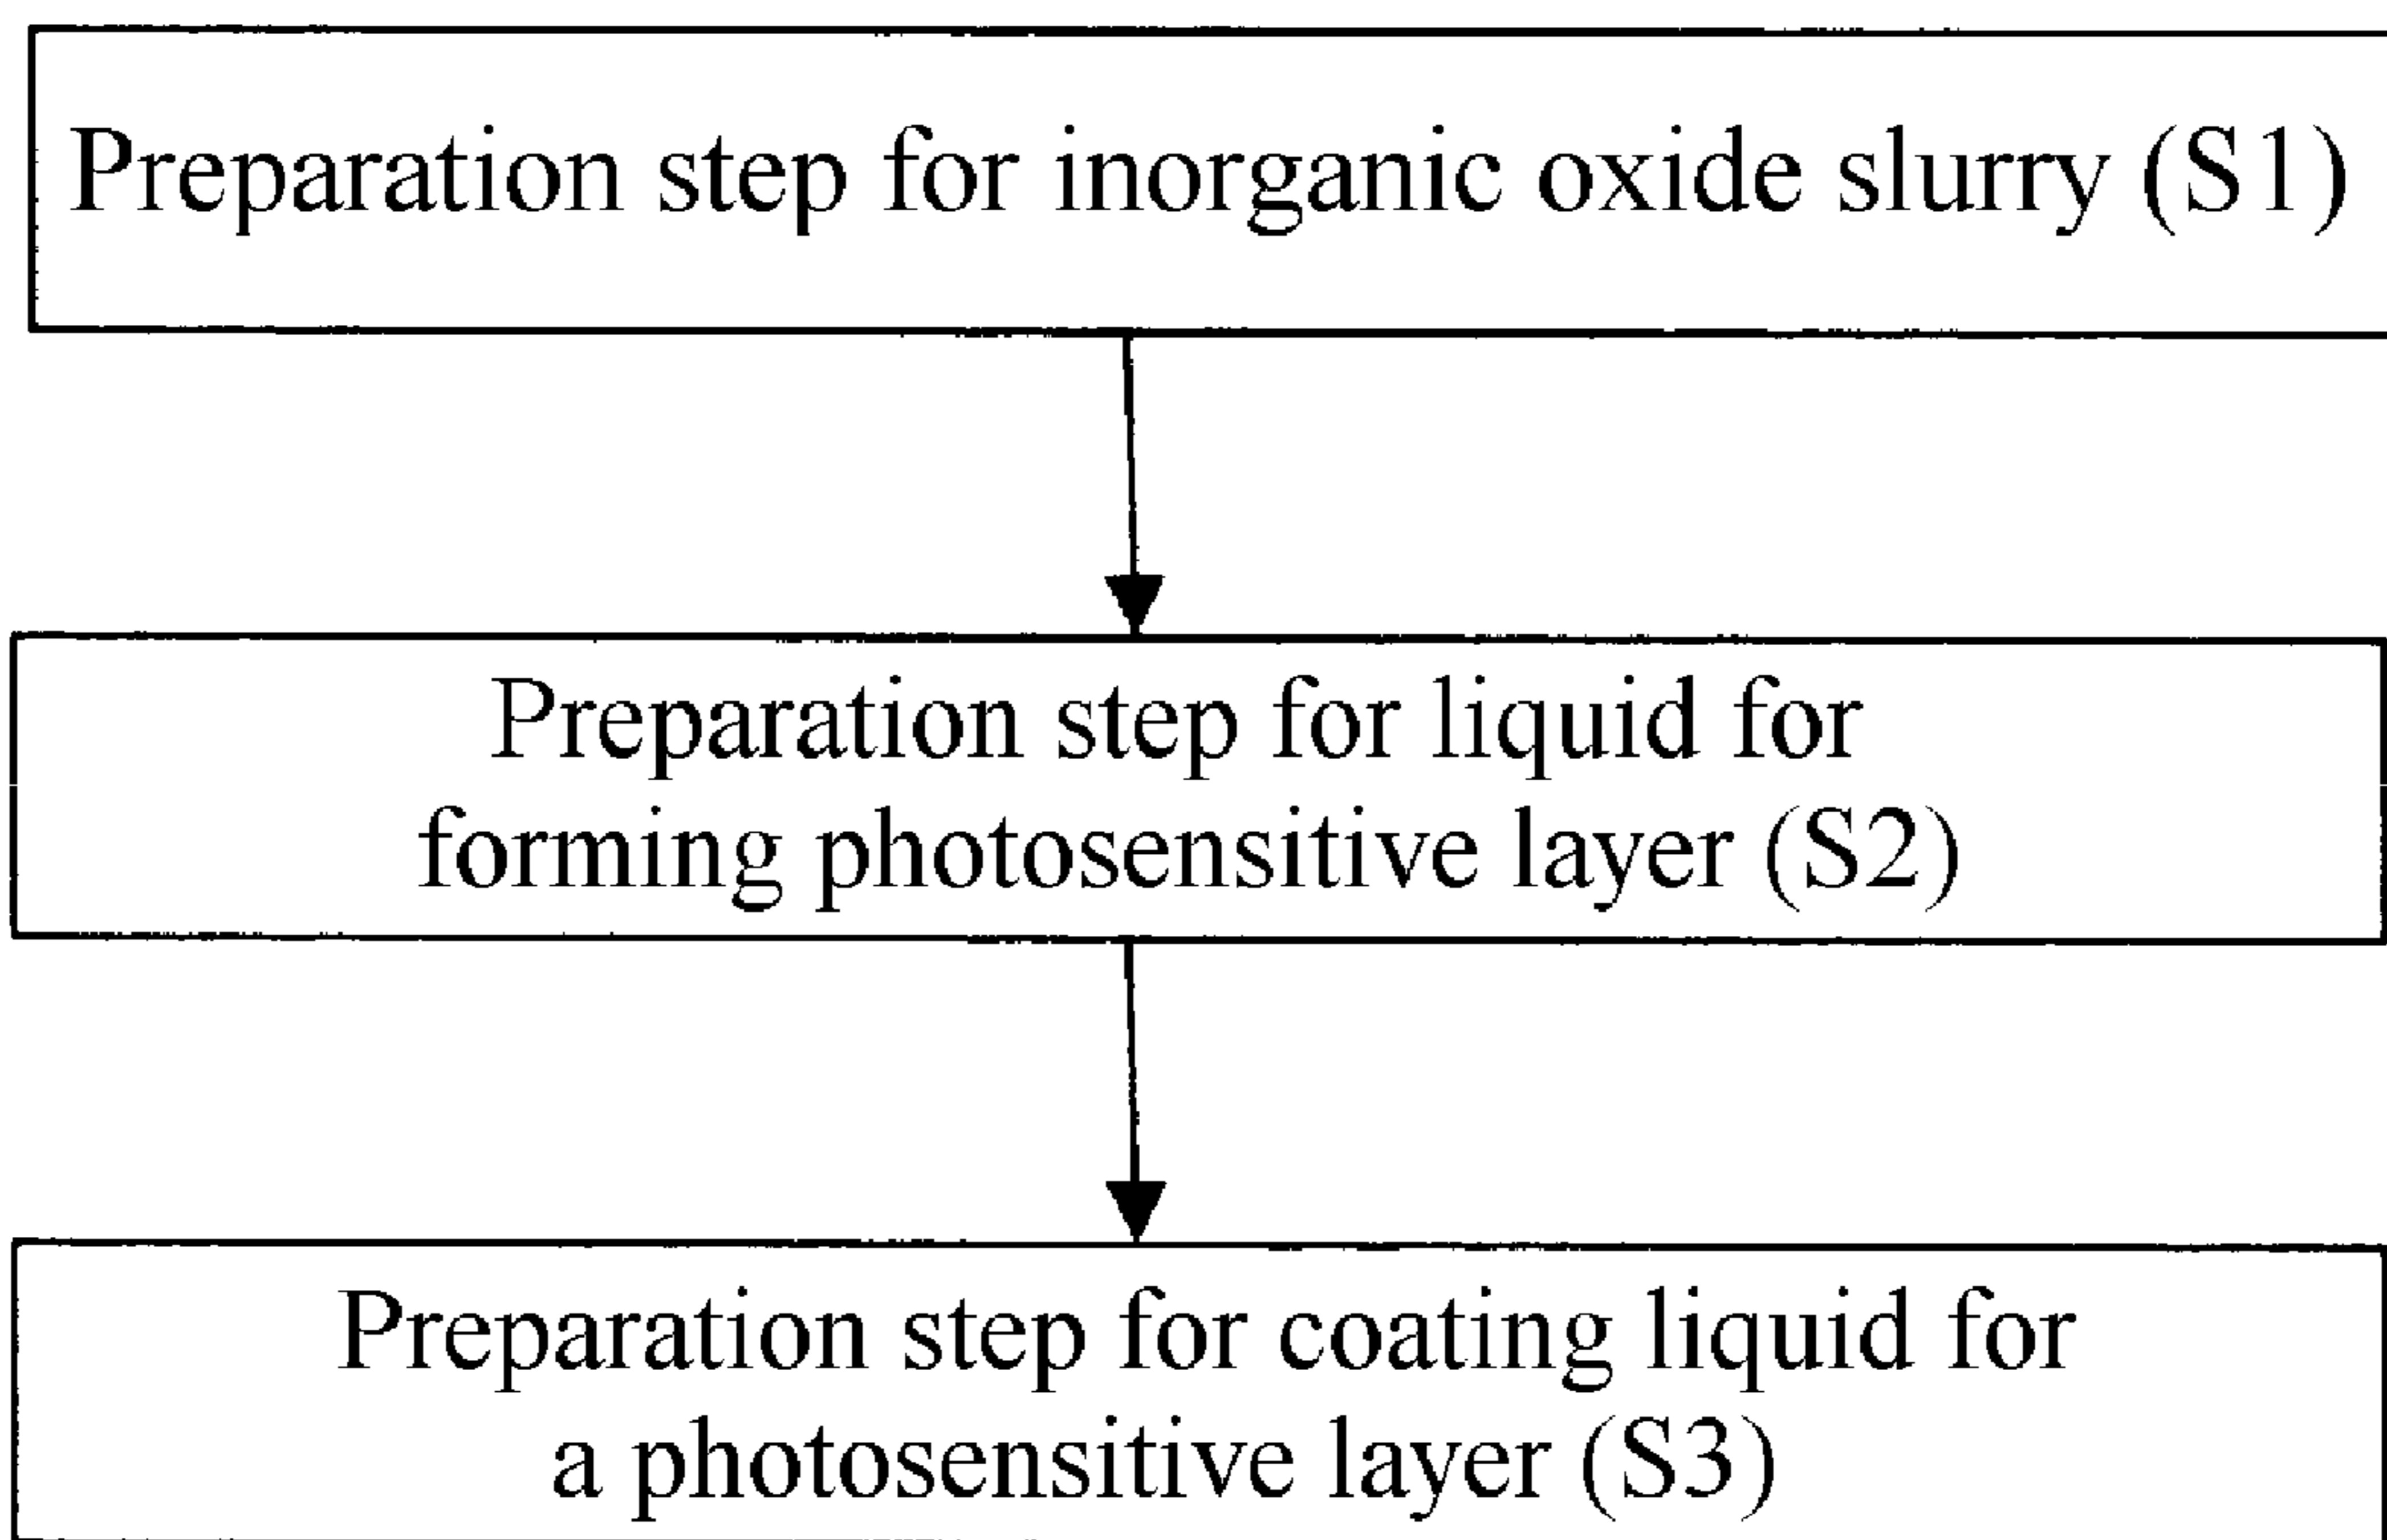 Preparation step for inorganic oxide slurry (S1)
Preparation step for liquid for
forming photosensitive layer (S2)
Preparation step for coating liquid for
a photosensitive layer (S3)